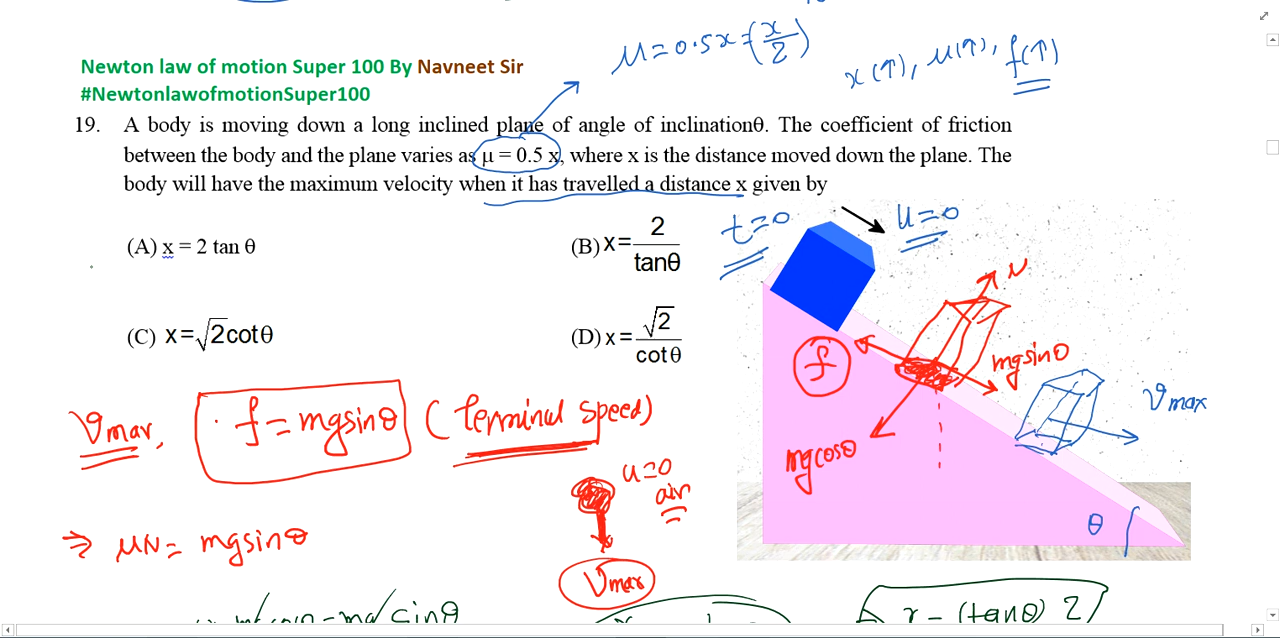 μ = 0.5x = (x/2)
x(↑), μ(↑), f(↑)
Newton law of motion Super 100 By Navneet Sir
#NewtonlawofmotionSuper100
19. A body is moving down a long inclined plane of angle of inclinationθ. The coefficient of friction
between the body and the plane varies as μ = 0.5 x, where x is the distance moved down the plane. The
body will have the maximum velocity when it has travelled a distance x given by
(A) x = 2 tan θ
(B) x = 2/tanθ
(C) x = √2 cot θ
(D) x = √2/cot θ
t=0
u=0
N
f
mgsinθ
mgcosθ
Vmax
θ
Vmax, f = mgsinθ (terminal speed)
u=0
air
Vmax
⇒ μN = mgsinθ
x = (tanθ) 2